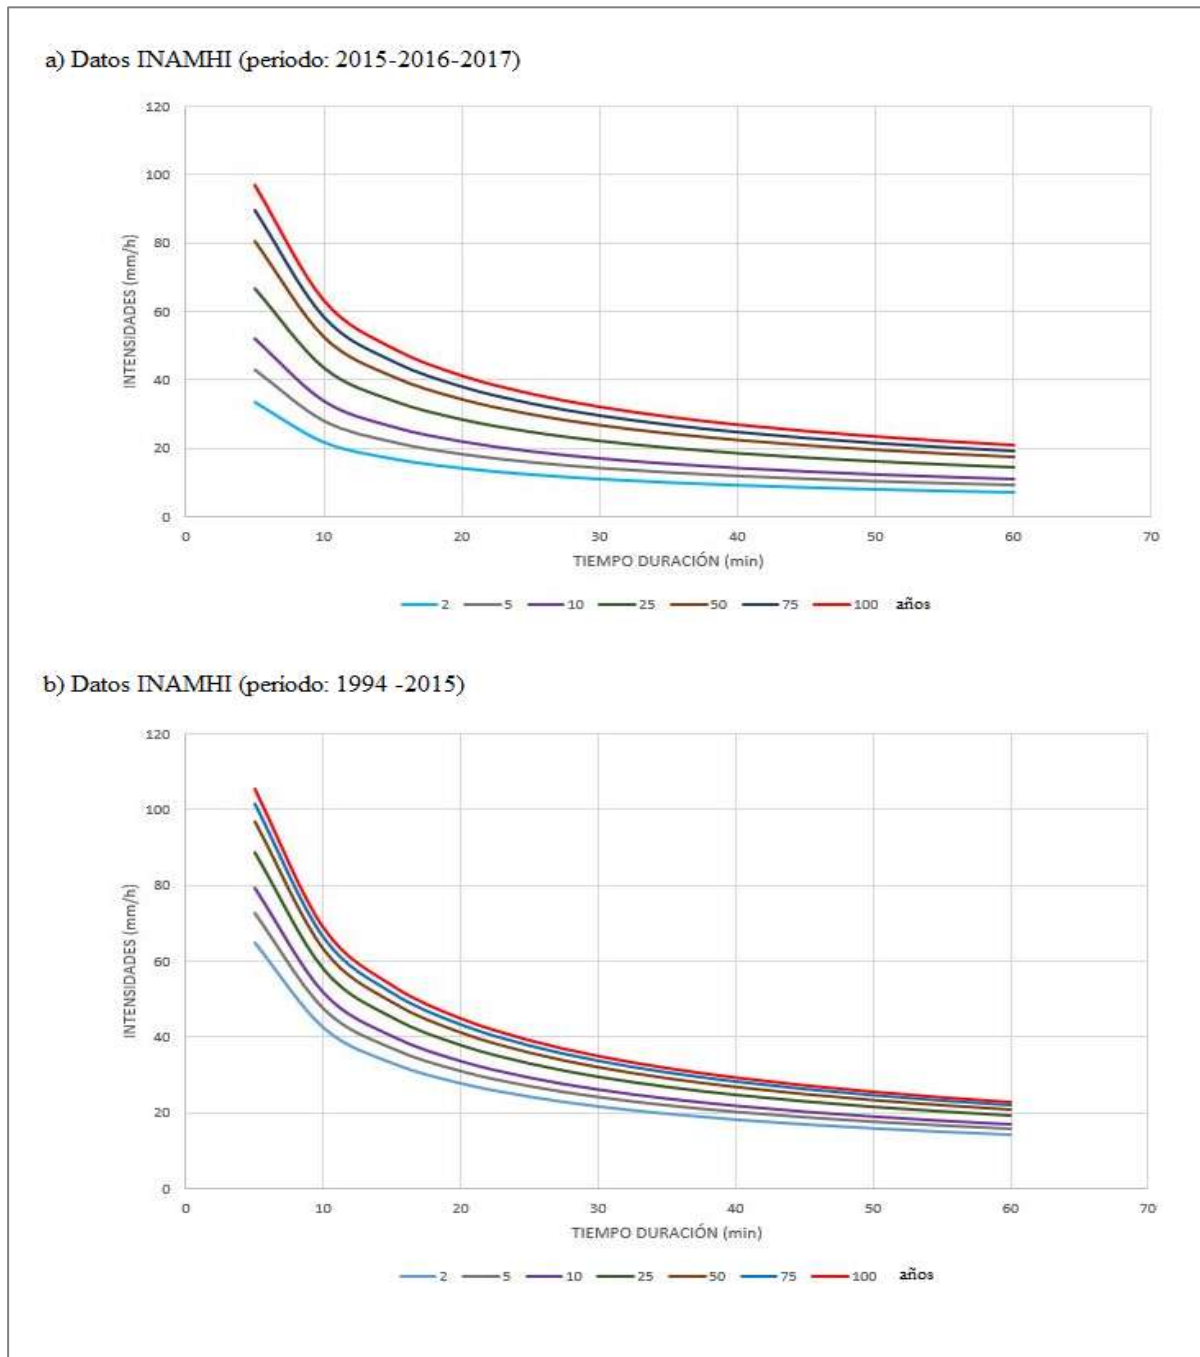 a) Datos INAMHI (período: 2015-2016-2017)
120
100
80
60
40
20
0
INTENSIDADES (mm/h)
0 10 20 30 40 50 60 70
TIEMPO DURACIÓN (min)
2 5 10 25 50 75 100 años
b) Datos INAMHI (período: 1994 -2015)
120
100
80
60
40
20
0
INTENSIDADES (mm/h)
0 10 20 30 40 50 60 70
TIEMPO DURACIÓN (min)
2 5 10 25 50 75 100 años